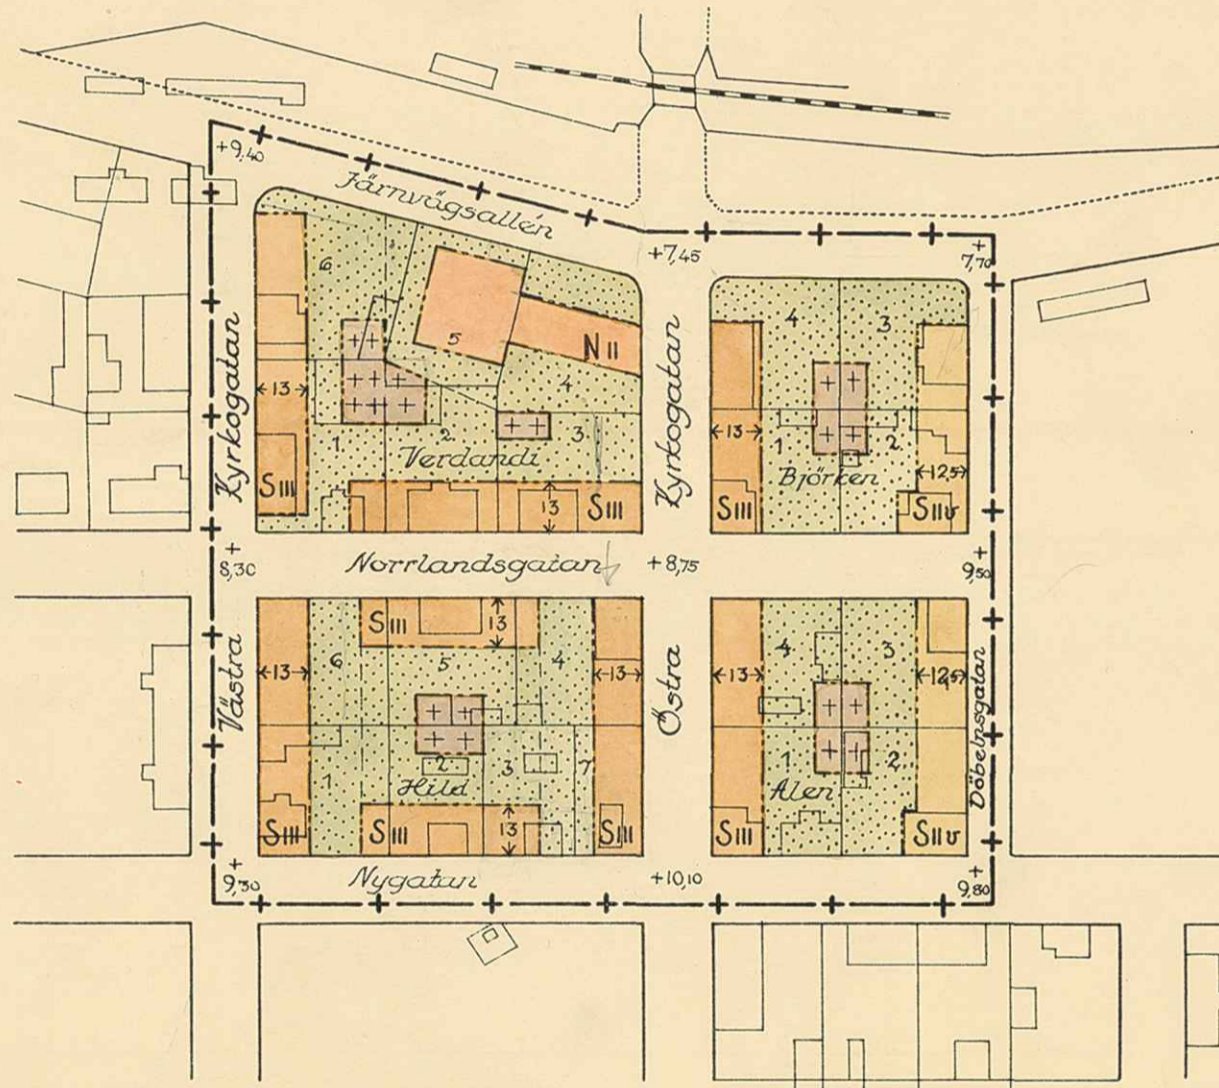 +9,40
Järnvägsallén
+7,45
+7,70
6
5
4
N II
4
3
Kyrkogatan
Kyrkogatan
13
13
1
2
3
1
2
Verdandi
Björken
12,5
S III
13
S III
S III
S II v
+8,30
Norrlandsgatan
+8,75
+9,50
S III
13
6
5
4
4
3
13
13
13
12,5
Västra
Östra
Döbelnsgatan
1
2
3
7
1
2
Hild
Alen
S III
S III
13
S III
S III
S II v
+9,30
Nygatan
+10,10
+9,80